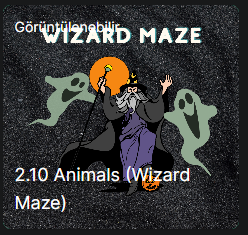 Görüntülenebilir
WIZARD MAZE
2.10 Animals (Wizard
Maze)